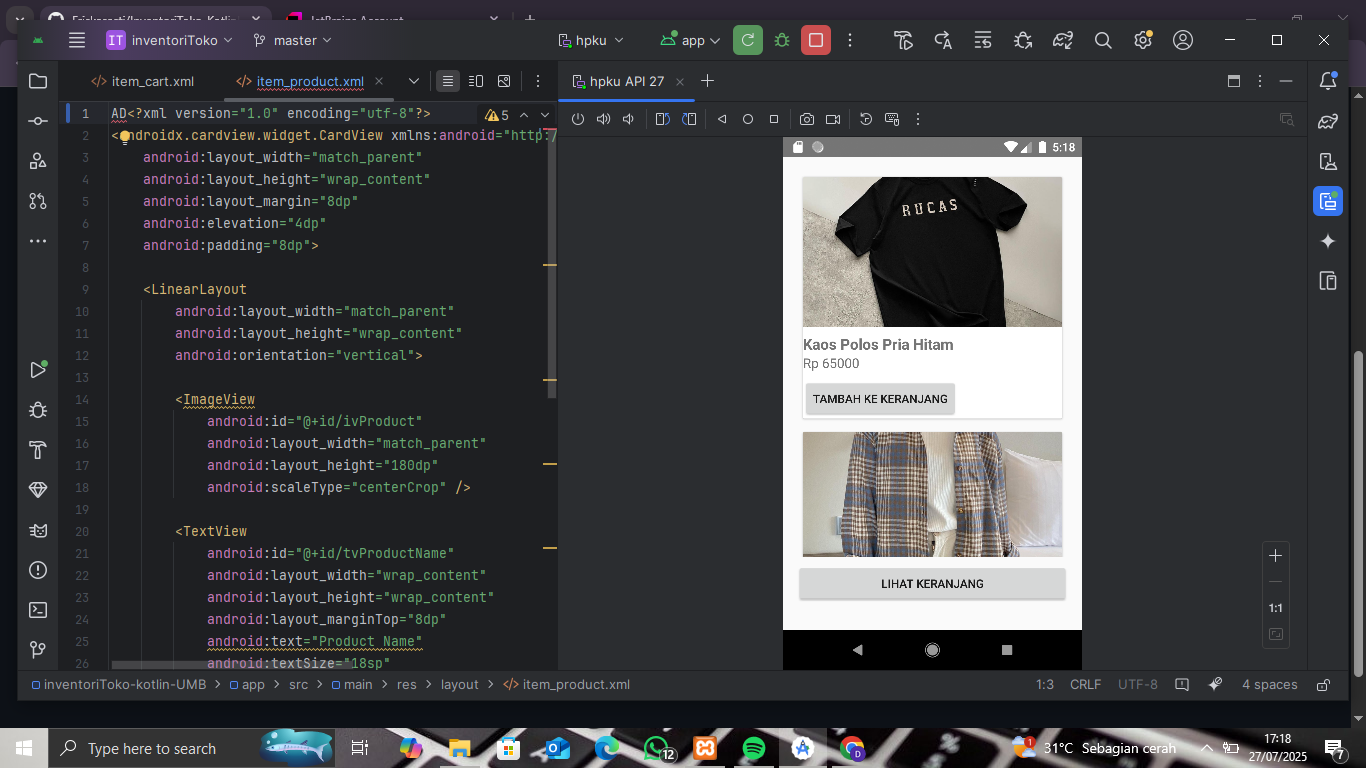 IT inventoriToko
master
hpku
app
item_cart.xml
item_product.xml
hpku API 27
5
1 AD<?xml version="1.0" encoding="utf-8"?>
2 <androidx.cardview.widget.CardView xmlns:android="http:/
3 android:layout_width="match_parent"
4 android:layout_height="wrap_content"
5 android:layout_margin="8dp"
6 android:elevation="4dp"
7 android:padding="8dp">
8
9 <LinearLayout
10 android:layout_width="match_parent"
11 android:layout_height="wrap_content"
12 android:orientation="vertical">
13
14 <ImageView
15 android:id="@+id/ivProduct"
16 android:layout_width="match_parent"
17 android:layout_height="180dp"
18 android:scaleType="centerCrop" />
19
20 <TextView
21 android:id="@+id/tvProductName"
22 android:layout_width="wrap_content"
23 android:layout_height="wrap_content"
24 android:layout_marginTop="8dp"
25 android:text="Product Name"
26 android:textSize="18sp"
5:18
RUCAS
Kaos Polos Pria Hitam
Rp 65000
TAMBAH KE KERANJANG
LIHAT KERANJANG
1:1
inventoriToko-kotlin-UMB > app > src > main > res > layout > item_product.xml
1:3 CRLF UTF-8 4 spaces
Type here to search
12
D
1
31°C Sebagian cerah
17:18
27/07/2025
7